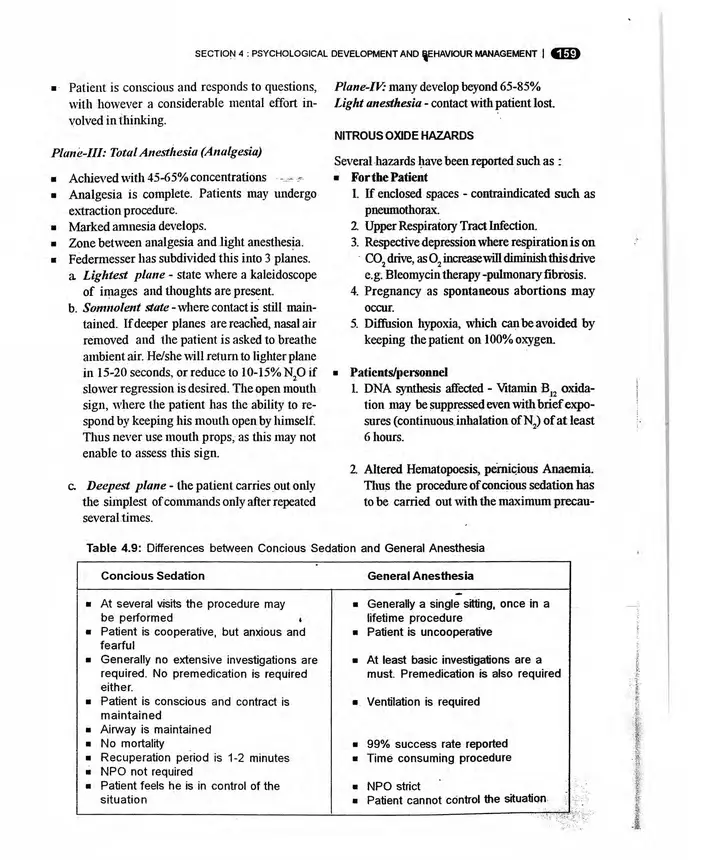 SECTION 4 : PSYCHOLOGICAL DEVELOPMENT AND BEHAVIOUR MANAGEMENT | 159
■ Patient is conscious and responds to questions,
with however a considerable mental effort in-
volved in thinking.
Plane-III: Total Anesthesia (Analgesia)
■ Achieved with 45-65% concentrations
■ Analgesia is complete. Patients may undergo
extraction procedure.
■ Marked amnesia develops.
■ Zone between analgesia and light anesthesia.
■ Federmesser has subdivided this into 3 planes.
a. Lightest plane - state where a kaleidoscope
of images and thoughts are present.
b. Somnolent state - where contact is still main-
tained. If deeper planes are reached, nasal air
removed and the patient is asked to breathe
ambient air. He/she will return to lighter plane
in 15-20 seconds, or reduce to 10-15% N₂O if
slower regression is desired. The open mouth
sign, where the patient has the ability to re-
spond by keeping his mouth open by himself.
Thus never use mouth props, as this may not
enable to assess this sign.
c. Deepest plane - the patient carries out only
the simplest of commands only after repeated
several times.
Plane-IV: many develop beyond 65-85%
Light anesthesia - contact with patient lost.
NITROUS OXIDE HAZARDS
Several hazards have been reported such as :
■ For the Patient
1. If enclosed spaces - contraindicated such as
pneumothorax.
2. Upper Respiratory Tract Infection.
3. Respective depression where respiration is on
CO₂ drive, as O₂ increase will diminish this drive
e.g. Bleomycin therapy -pulmonary fibrosis.
4. Pregnancy as spontaneous abortions may
occur.
5. Diffusion hypoxia, which can be avoided by
keeping the patient on 100% oxygen.
■ Patients/personnel
1. DNA synthesis affected - Vitamin B₁₂ oxida-
tion may be suppressed even with brief expo-
sures (continuous inhalation of N₂) of at least
6 hours.
2. Altered Hematopoesis, pernicious Anaemia.
Thus the procedure of concious sedation has
to be carried out with the maximum precau-
Table 4.9: Differences between Concious Sedation and General Anesthesia
Concious Sedation
■ At several visits the procedure may
be performed
■ Patient is cooperative, but anxious and
fearful
■ Generally no extensive investigations are
required. No premedication is required
either.
■ Patient is conscious and contract is
maintained
■ Airway is maintained
■ No mortality
■ Recuperation period is 1-2 minutes
■ NPO not required
■ Patient feels he is in control of the
situation
General Anesthesia
■ Generally a single sitting, once in a
lifetime procedure
■ Patient is uncooperative
■ At least basic investigations are a
must. Premedication is also required
■ Ventilation is required
■ 99% success rate reported
■ Time consuming procedure
■ NPO strict
■ Patient cannot control the situation